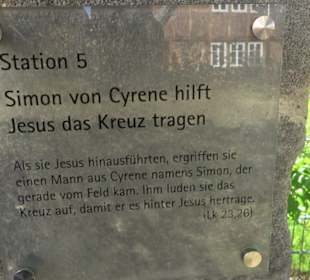 Station 5
Simon von Cyrene hilft
Jesus das Kreuz tragen
Als sie Jesus hinausführten, ergriffen sie
einen Mann aus Cyrene namens Simon, der
gerade vom Feld kam. Ihm luden sie das
Kreuz auf, damit er es hinter Jesus hertrage.
(Lk 23,26)